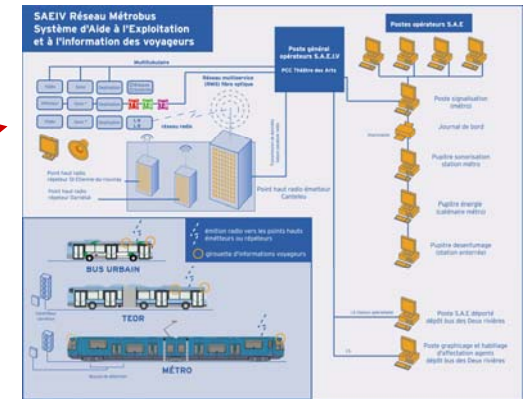 SAEIV Réseau Métrobus
Système d'Aide à l'Exploitation
et à l'information des voyageurs
Multitubulaire
Réseau multiservice
(RMS) fibre optique
réseau radio
Point haut radio
répéteur St Etienne du rouvray
Point haut radio
répéteur Darnétal
Point haut radio émetteur
Canteleu
Poste général
opérateurs S.A.E.I.V
PCC Théâtre des Arts
Postes opérateurs S.A.E
Poste signalisation
(métro)
Journal de bord
Pupitre sonorisation
station métro
Pupitre énergie
(caténaire métro)
Pupitre desenfumage
(station enterrée)
Poste S.A.E déporté
dépôt bus des Deux rivières
Poste graphicage et habillage
d'affectation agents
dépôt bus des Deux rivières
émition radio vers les points hauts
émetteurs ou répéteurs
girouette d'informations voyageurs
BUS URBAIN
TEOR
MÉTRO